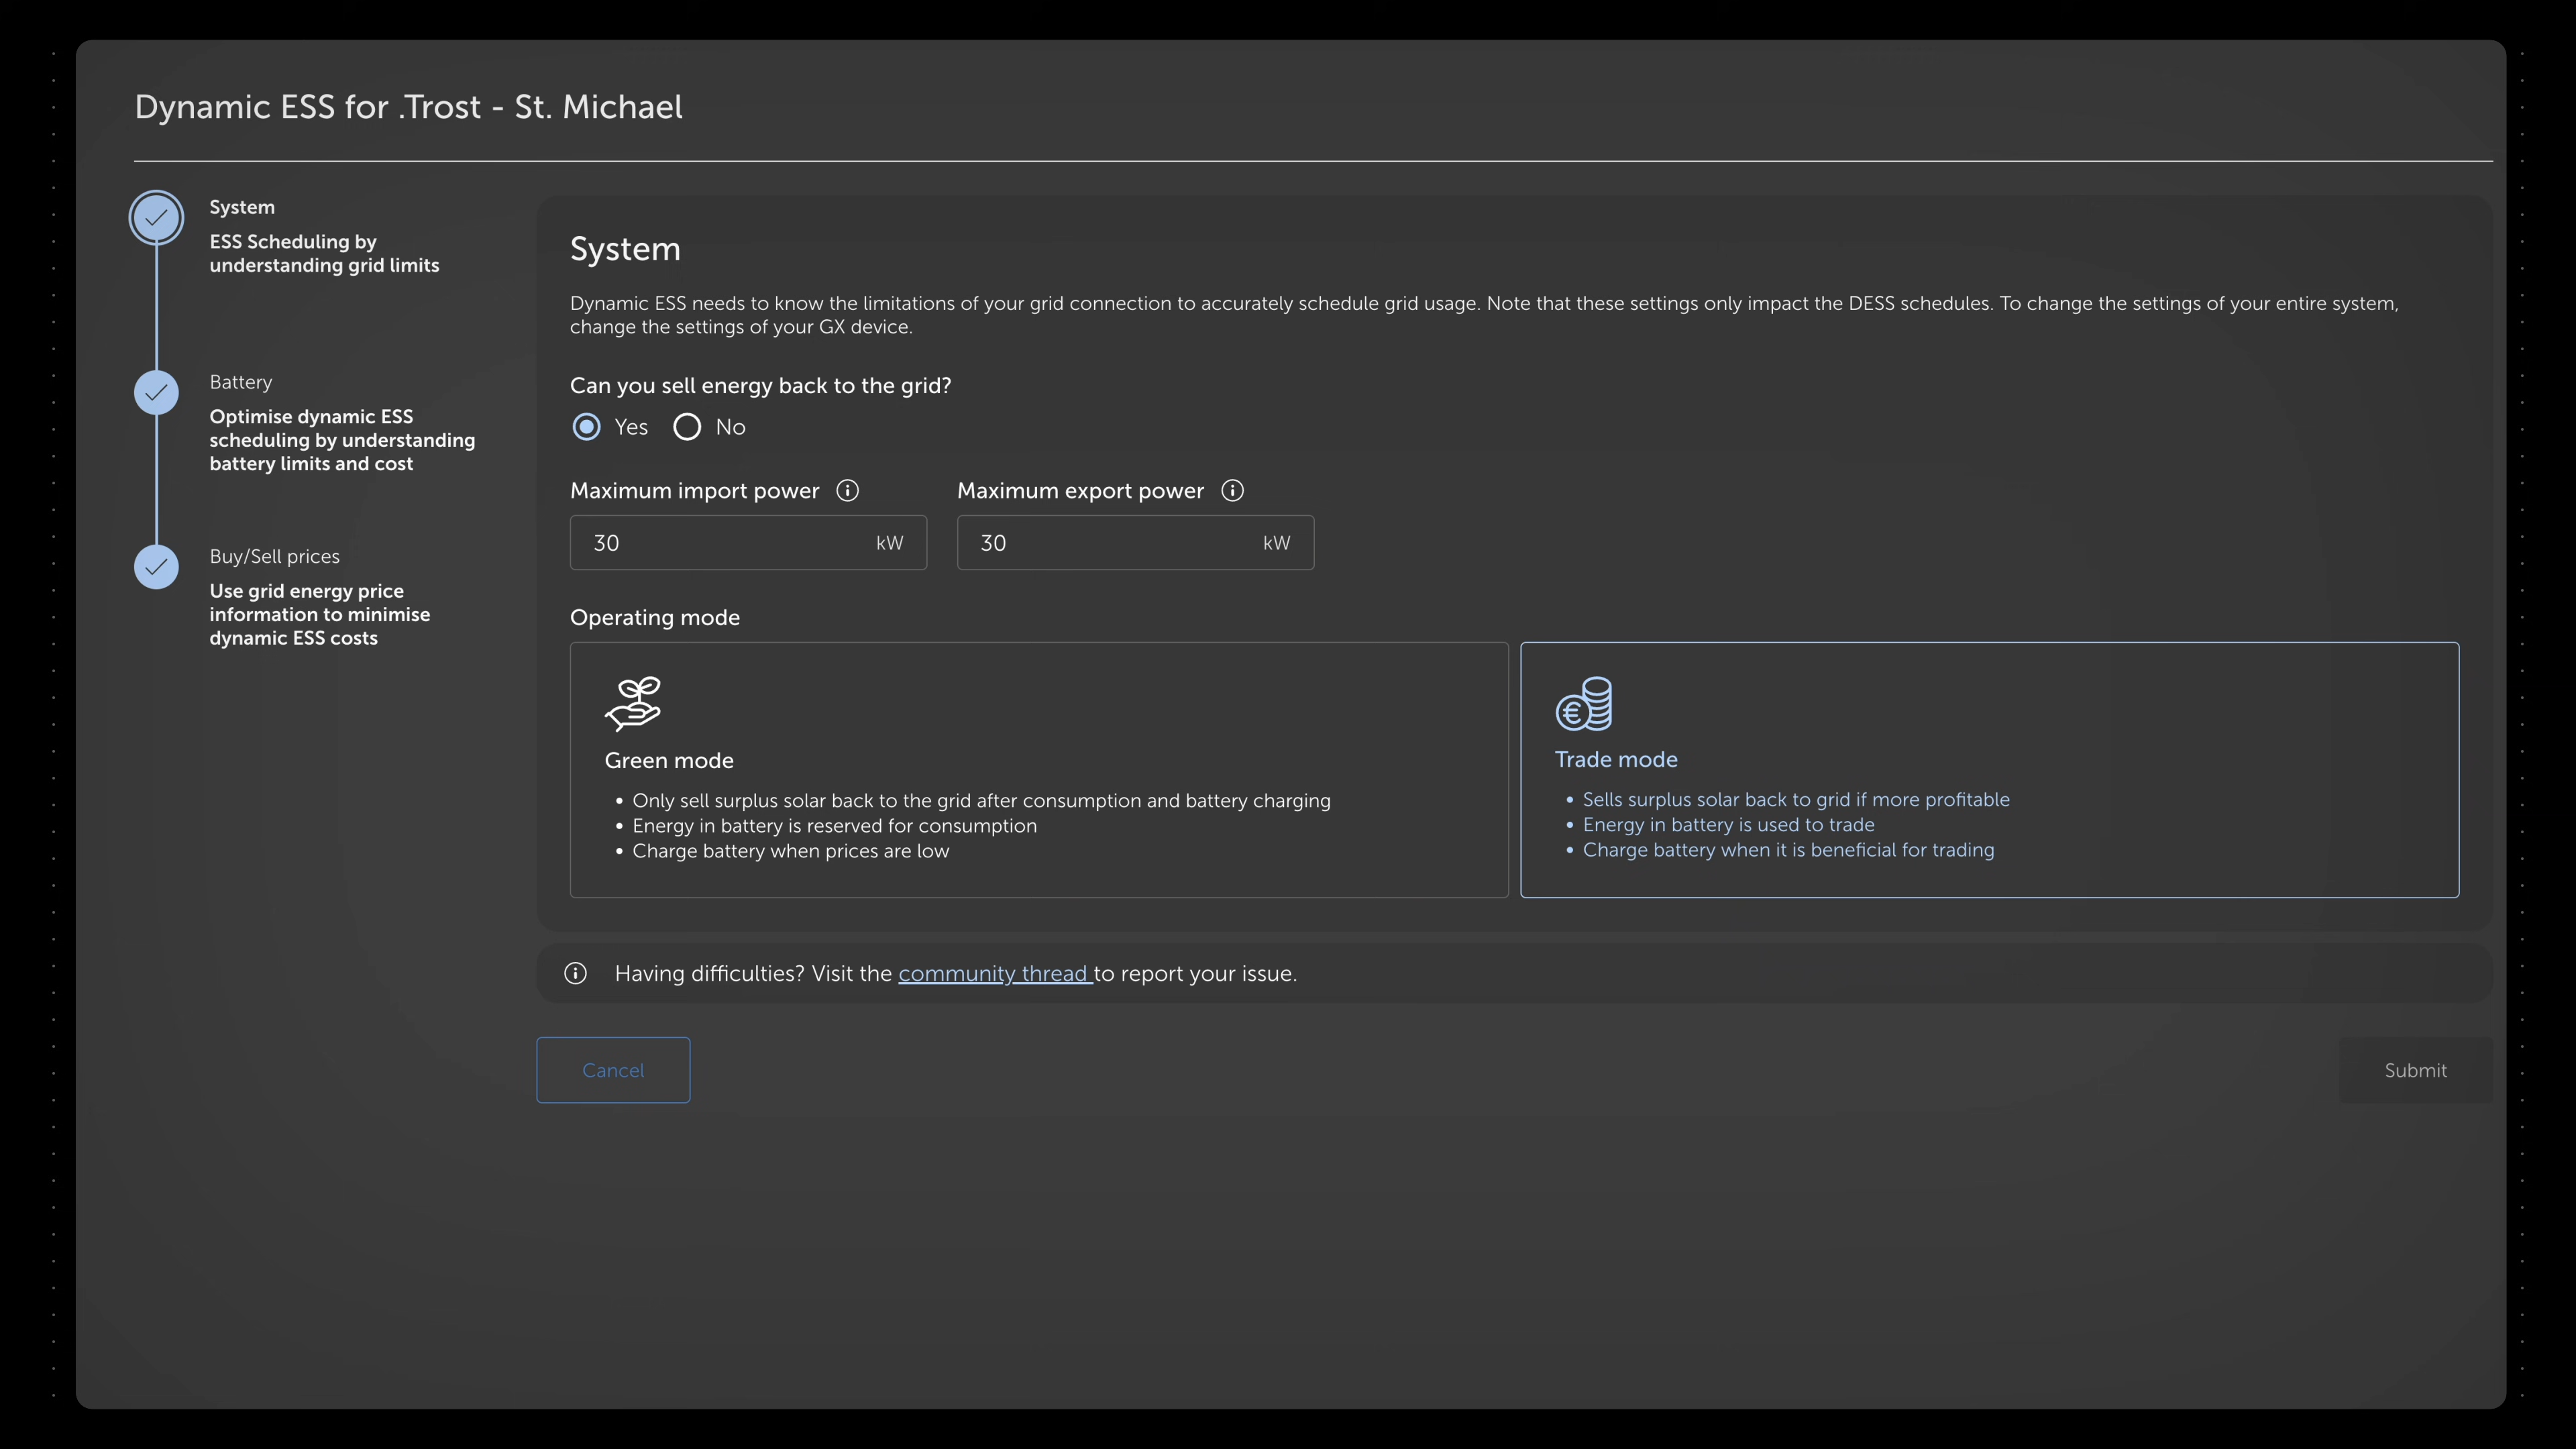 Dynamic ESS for .Trost - St. Michael
System
ESS Scheduling by
understanding grid limits
Battery
Optimise dynamic ESS
scheduling by understanding
battery limits and cost
Buy/Sell prices
Use grid energy price
information to minimise
dynamic ESS costs
System
Dynamic ESS needs to know the limitations of your grid connection to accurately schedule grid usage. Note that these settings only impact the DESS schedules. To change the settings of your entire system,
change the settings of your GX device.
Can you sell energy back to the grid?
Yes No
Maximum import power Maximum export power
30 kW 30 kW
Operating mode
Green mode
• Only sell surplus solar back to the grid after consumption and battery charging
• Energy in battery is reserved for consumption
• Charge battery when prices are low
€
Trade mode
• Sells surplus solar back to grid if more profitable
• Energy in battery is used to trade
• Charge battery when it is beneficial for trading
Having difficulties? Visit the community thread to report your issue.
Cancel Submit